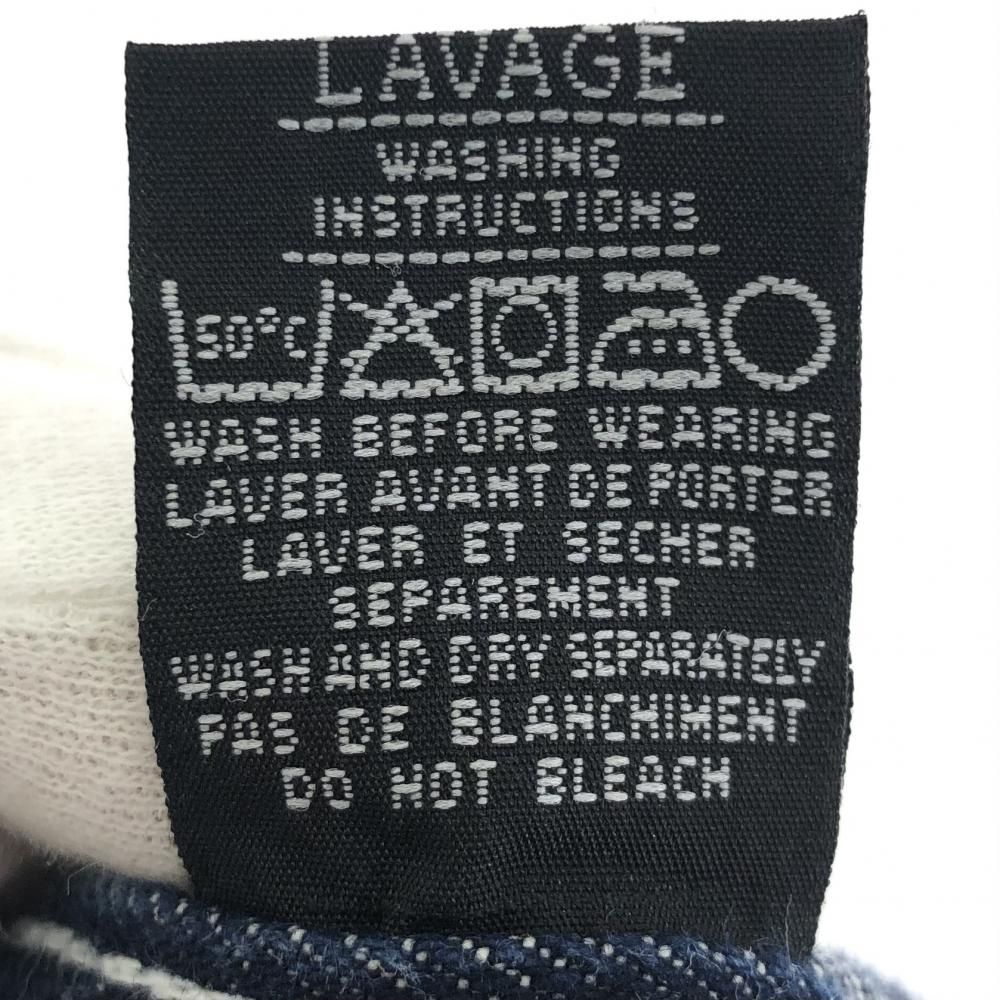 LAVAGE
WASHING
INSTRUCTIONS
50°C
WASH BEFORE WEARING
LAVER AVANT DE PORTER
LAVER ET SECHER
SEPAREMENT
WASH AND DRY SEPARATELY
PAS DE BLANCHIMENT
DO NOT BLEACH